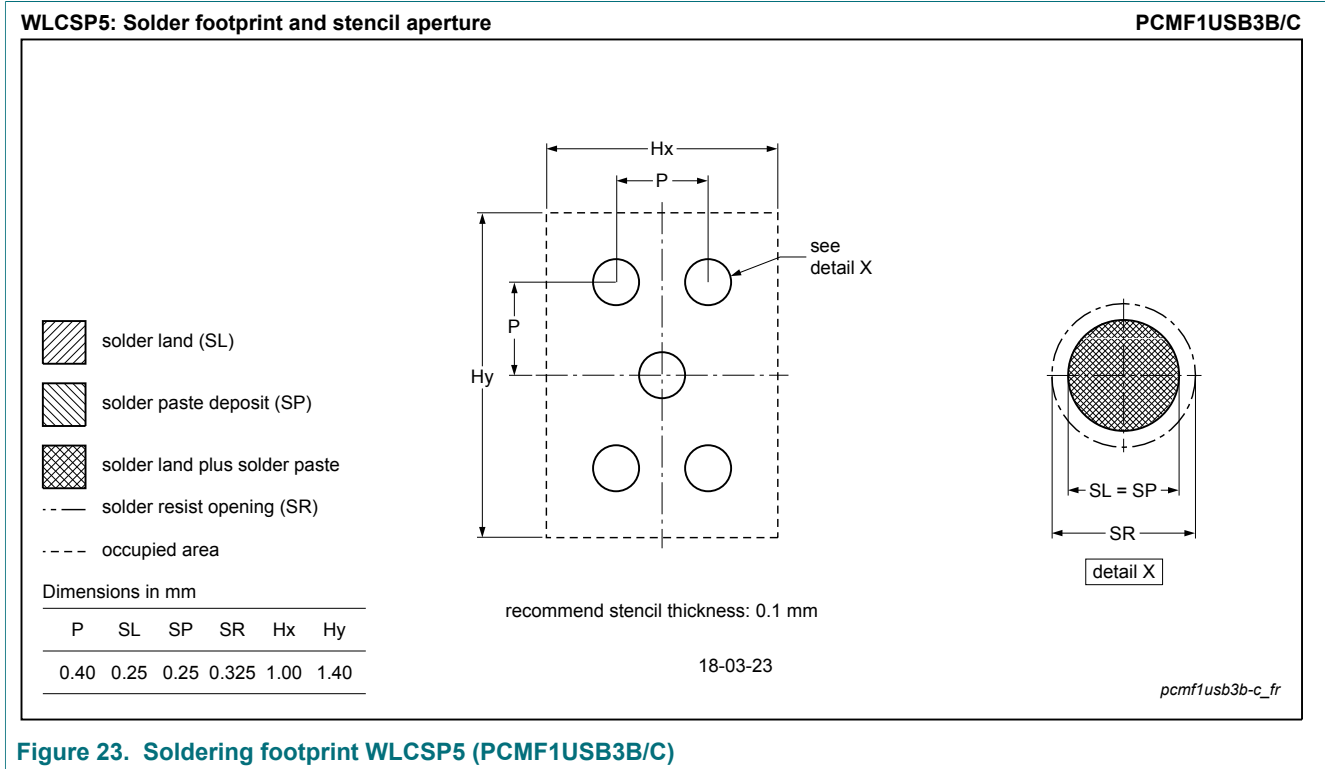 WLCSP5: Solder footprint and stencil aperture PCMF1USB3B/C
Hx
P
see
detail X
P
Hy
solder land (SL)
solder paste deposit (SP)
solder land plus solder paste
solder resist opening (SR)
occupied area
SL = SP
SR
detail X
Dimensions in mm
P SL SP SR Hx Hy
0.40 0.25 0.25 0.325 1.00 1.40
recommend stencil thickness: 0.1 mm
18-03-23
pcmf1usb3b-c_fr
Figure 23. Soldering footprint WLCSP5 (PCMF1USB3B/C)